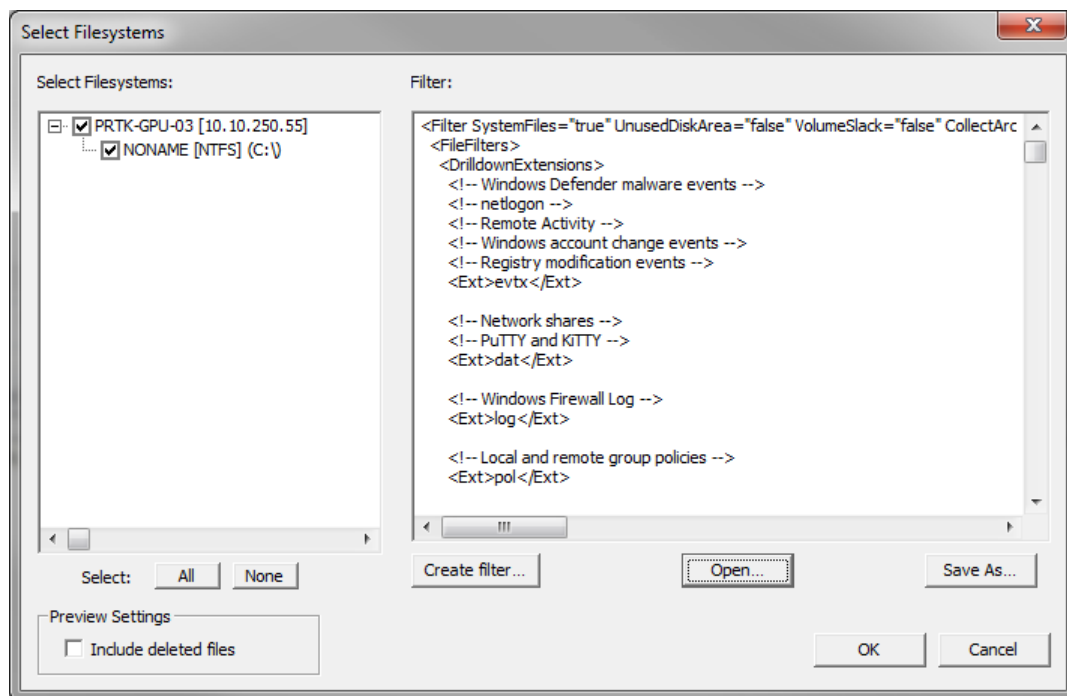 Select Filesystems
Select Filesystems:
PRTK-GPU-03 [10.10.250.55]
NONAME [NTFS] (C:\)
Select:
All
None
Preview Settings
Include deleted files
Filter:
<Filter SystemFiles="true" UnusedDiskArea="false" VolumeSlack="false" CollectArc
<FileFilters>
<DrilldownExtensions>
<!-- Windows Defender malware events -->
<!-- netlogon -->
<!-- Remote Activity -->
<!-- Windows account change events -->
<!-- Registry modification events -->
<Ext>evtx</Ext>
<!-- Network shares -->
<!-- PuTTY and KiTTY -->
<Ext>dat</Ext>
<!-- Windows Firewall Log -->
<Ext>log</Ext>
<!-- Local and remote group policies -->
<Ext>pol</Ext>
Create filter...
Open...
Save As...
OK
Cancel